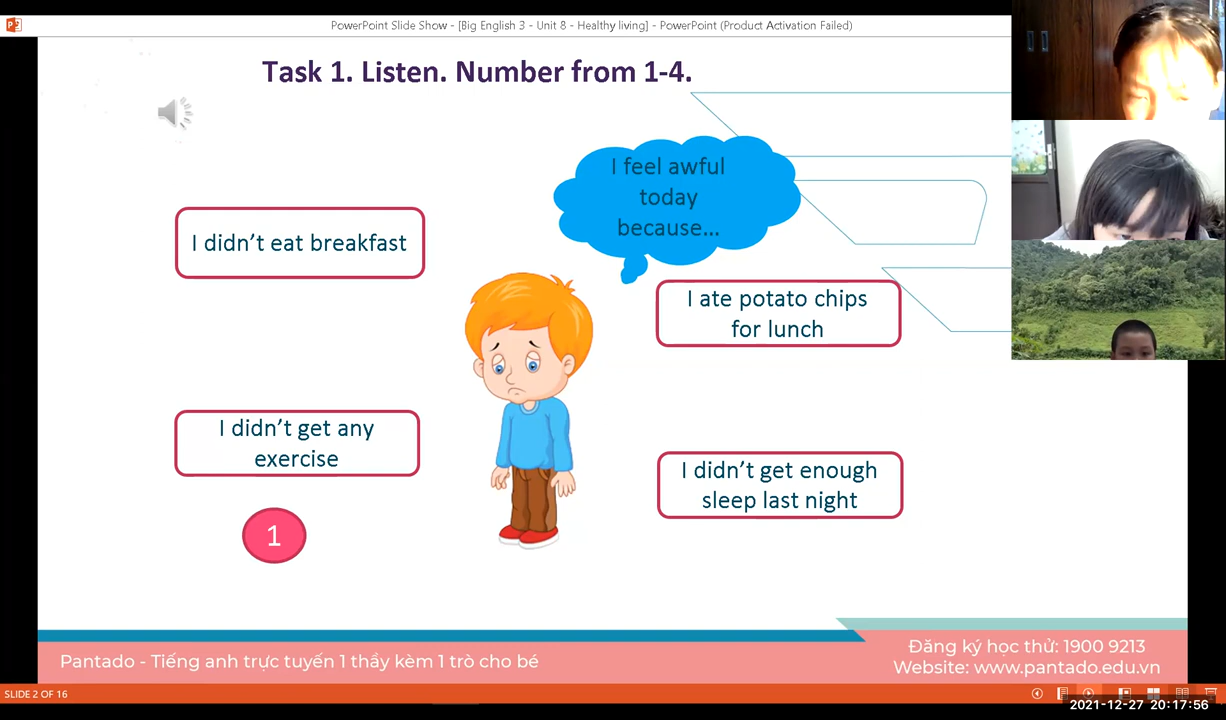 PowerPoint Slide Show - [Big English 3 - Unit 8 - Healthy living] - PowerPoint (Product Activation Failed)
Task 1. Listen. Number from 1-4.
I feel awful
today
because...
I didn't eat breakfast
I ate potato chips
for lunch
I didn't get any
exercise
I didn't get enough
sleep last night
1
Pantado - Tiếng anh trực tuyến 1 thầy kèm 1 trò cho bé
Đăng ký học thử: 1900 9213
Website: www.pantado.edu.vn
SLIDE 2 OF 16
2021-12-27 20:17:56